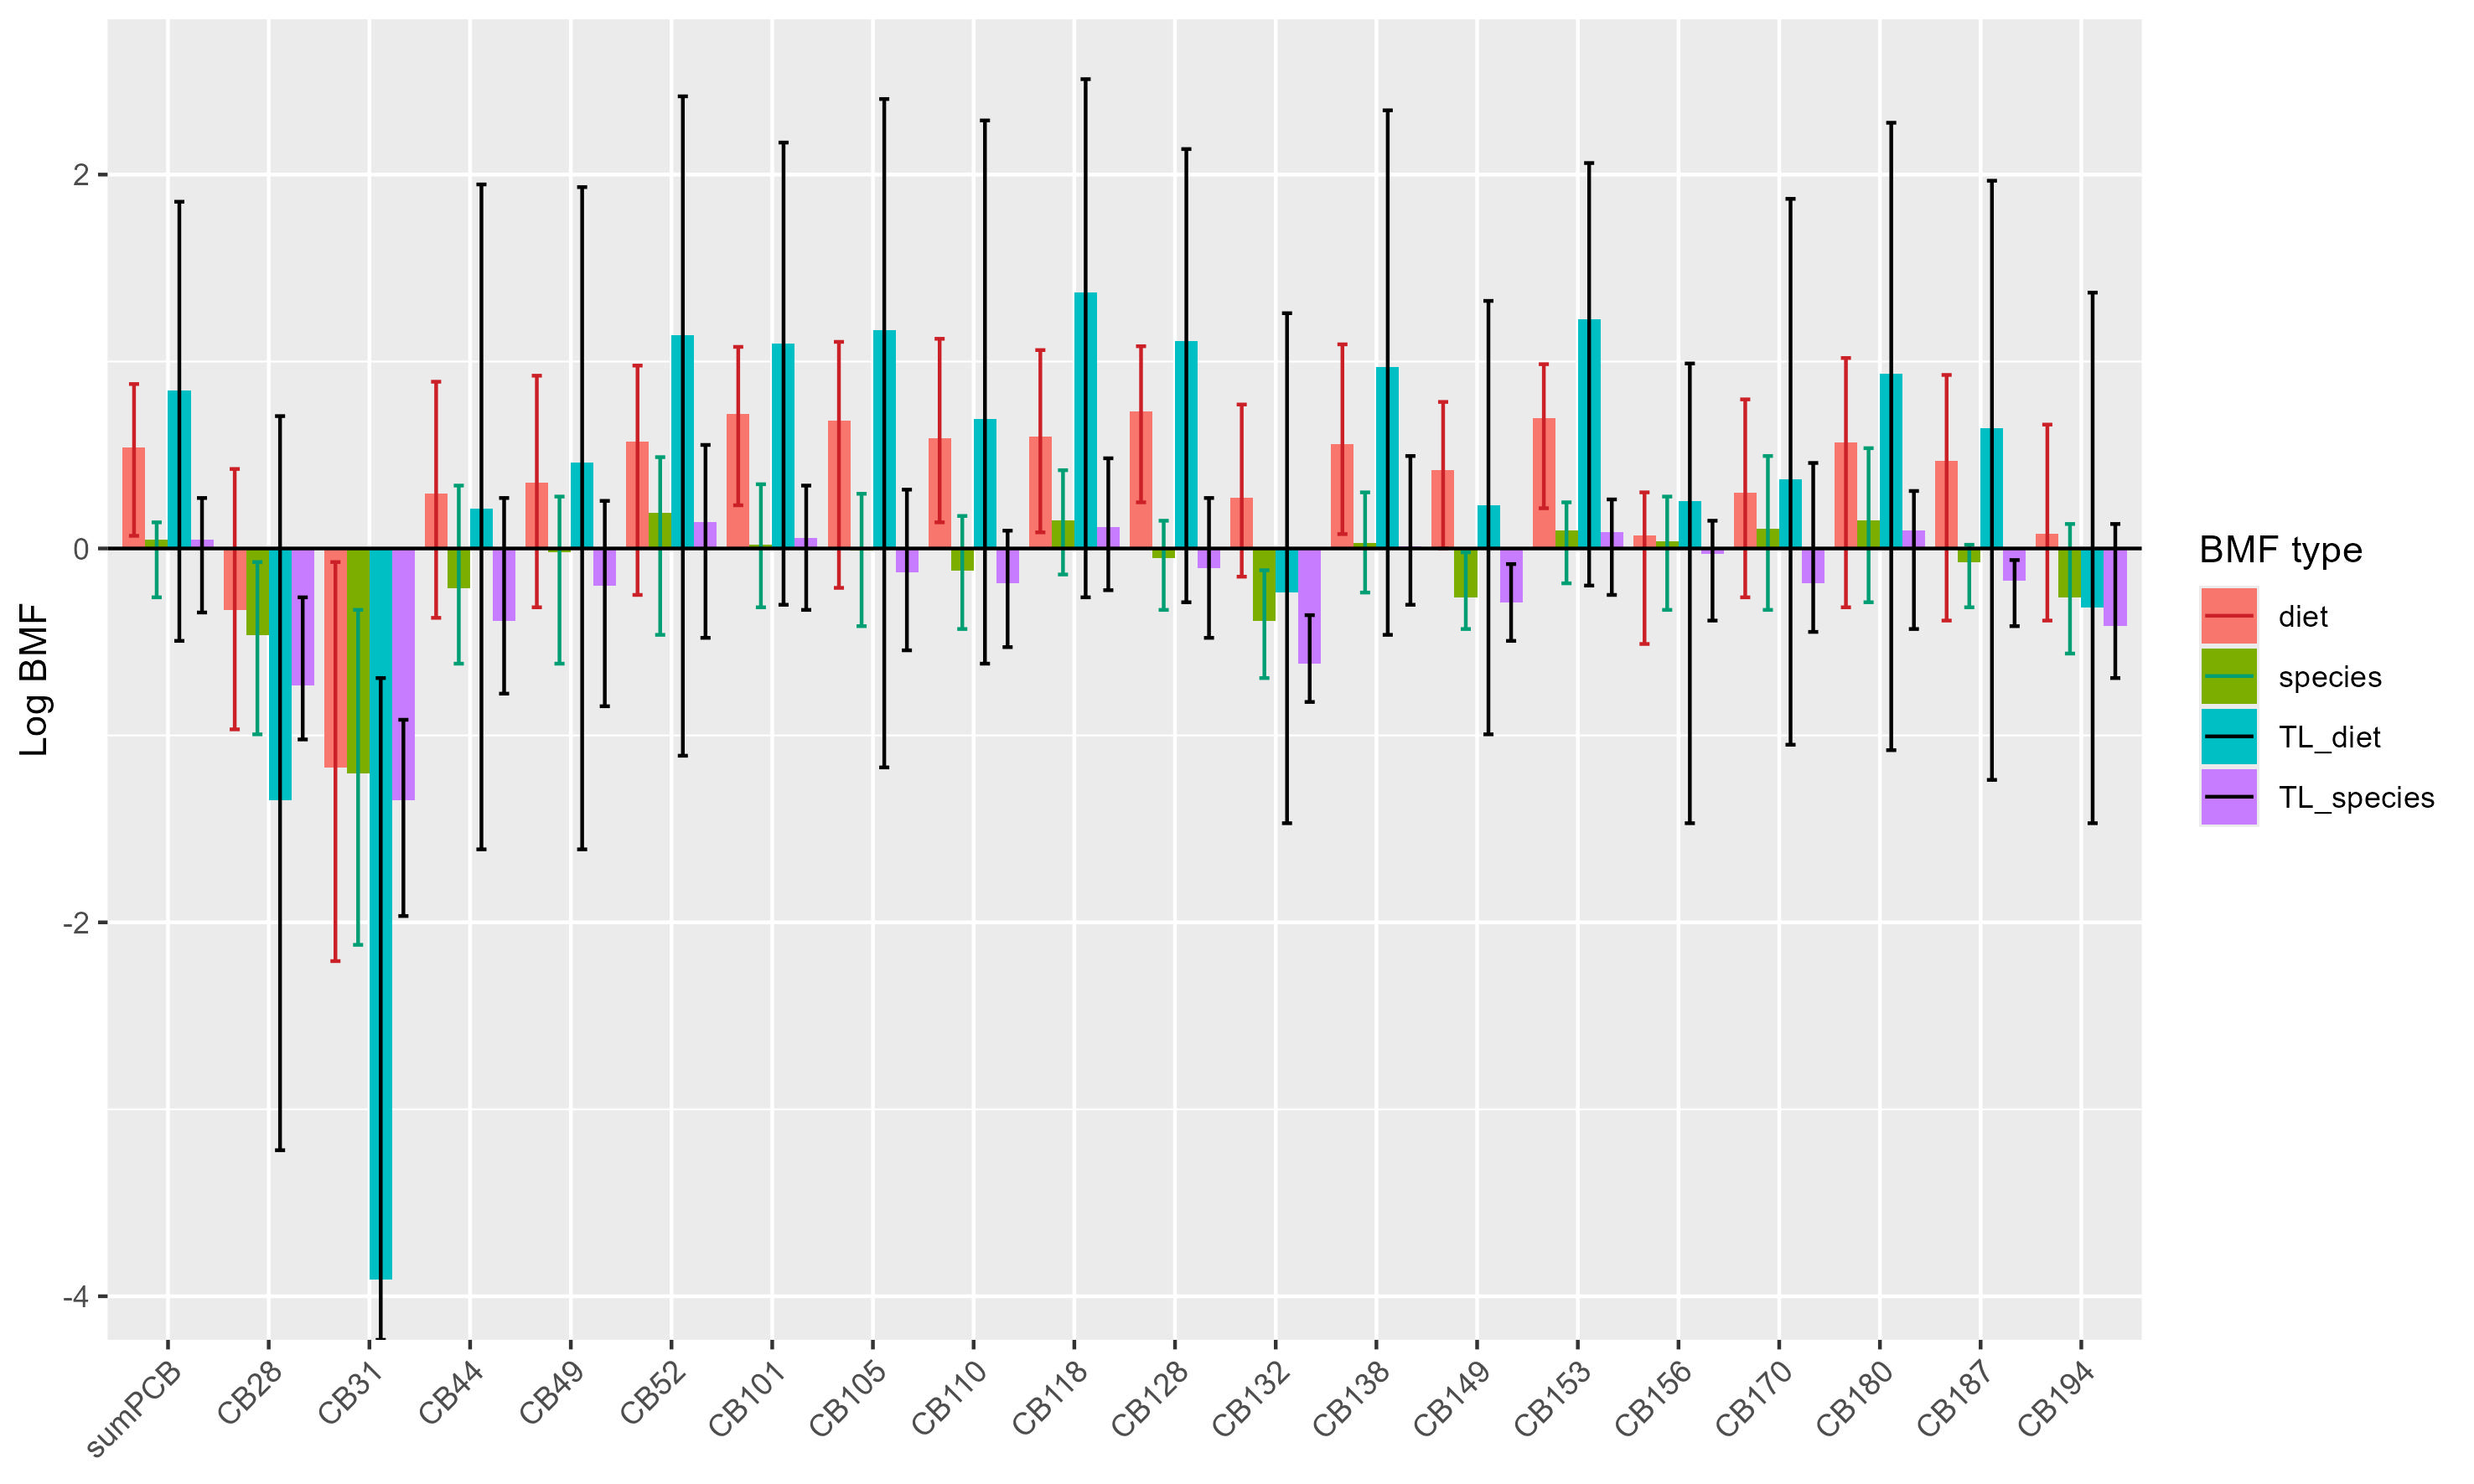 2
0
-2
-4
Log BMF
sumPCB
CB28
CB31
CB44
CB49
CB52
CB101
CB105
CB110
CB118
CB128
CB132
CB138
CB149
CB153
CB156
CB170
CB180
CB187
CB194
BMF type
diet
species
TL_diet
TL_species